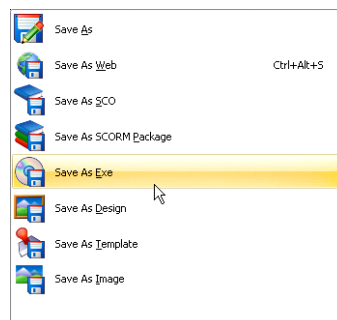 Save As
Save As Web Ctrl+Alt+S
Save As SCO
Save As SCORM Package
Save As Exe
Save As Design
Save As Template
Save As Image